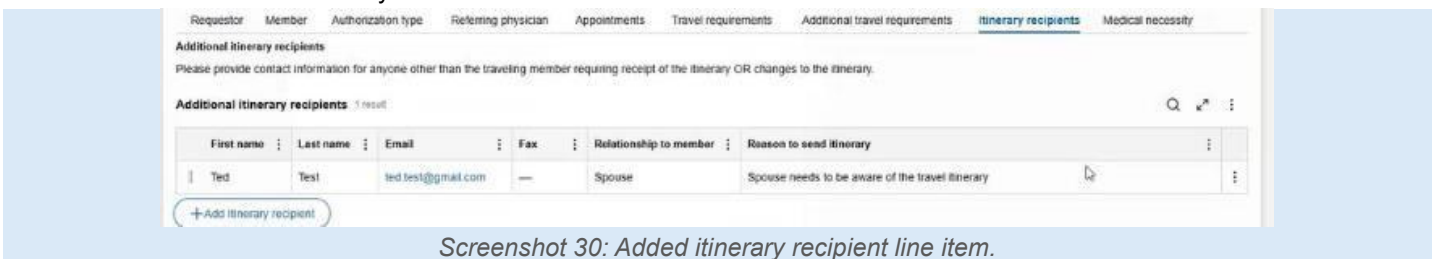 Requestor Member Authorization type Referring physician Appointments Travel requirements Additional travel requirements Itinerary recipients Medical necessity
Additional itinerary recipients
Please provide contact information for anyone other than the traveling member requiring receipt of the itinerary OR changes to the itinerary.
Additional itinerary recipients 1 result
First name Last name Email Fax Relationship to member Reason to send itinerary
Ted Test ted.test@gmail.com — Spouse Spouse needs to be aware of the travel itinerary
+Add itinerary recipient
Screenshot 30: Added itinerary recipient line item.